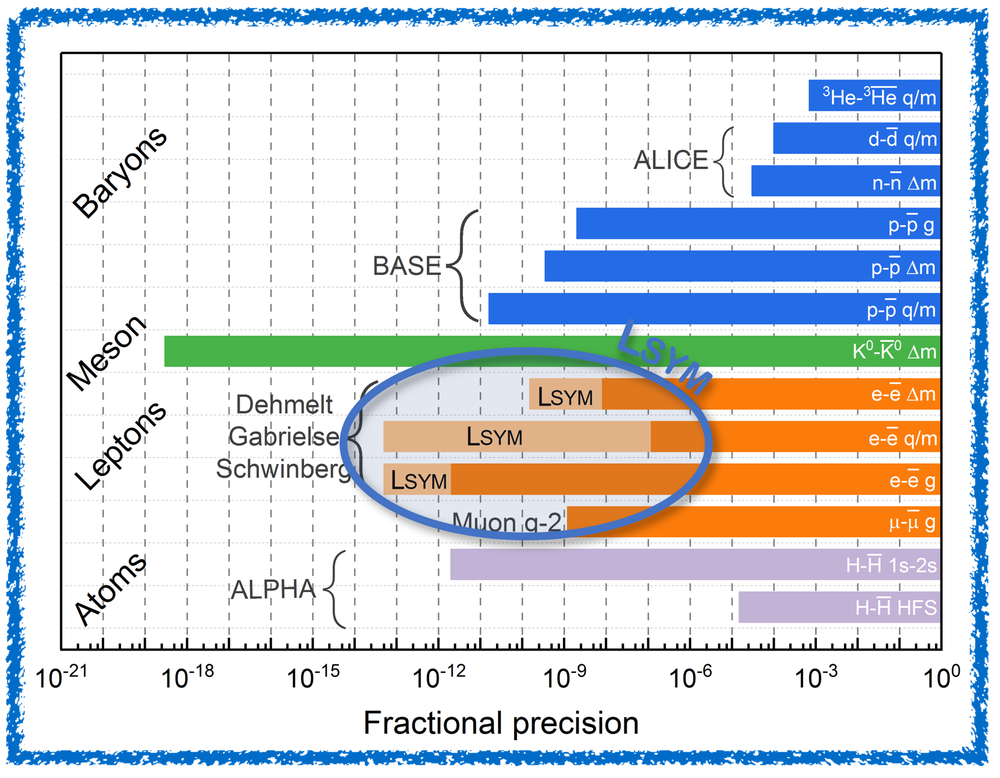 Baryons
³He-³H̅e̅ q/m
d-d̅ q/m
ALICE
n-n̅ Δm
p-p̅ g
BASE
p-p̅ Δm
p-p̅ q/m
Meson
K⁰-K̅⁰ Δm
LSYM
Leptons
Dehmelt
Gabrielse
Schwinberg
LSYM
e-e̅ Δm
LSYM
e-e̅ q/m
LSYM
e-e̅ g
Muon g-2
μ-μ̅ g
Atoms
ALPHA
H-H̅ 1s-2s
H-H̅ HFS
10⁻²¹ 10⁻¹⁸ 10⁻¹⁵ 10⁻¹² 10⁻⁹ 10⁻⁶ 10⁻³ 10⁰
Fractional precision